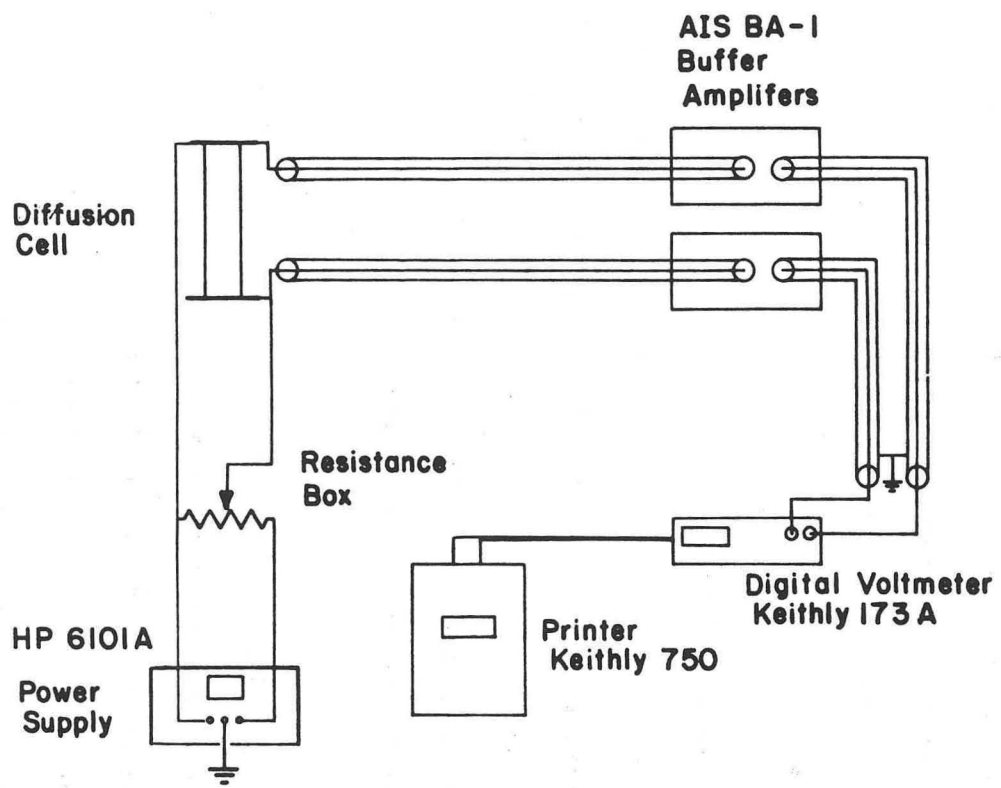 AIS BA-1
Buffer
Amplifers
Diffusion
Cell
Resistance
Box
HP 6101A
Power
Supply
Printer
Keithly 750
Digital Voltmeter
Keithly 173A